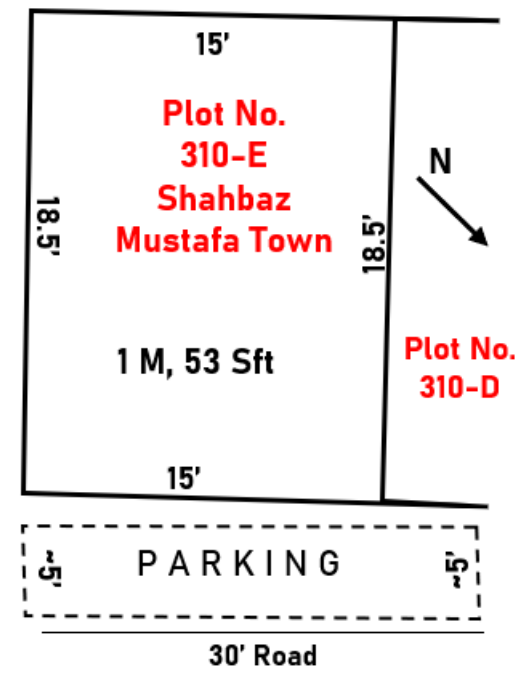 15'
Plot No.
310-E
Shahbaz
Mustafa Town
N
18.5'
18.5'
Plot No.
310-D
1 M, 53 Sft
15'
~5'
PARKING
~5'
30' Road